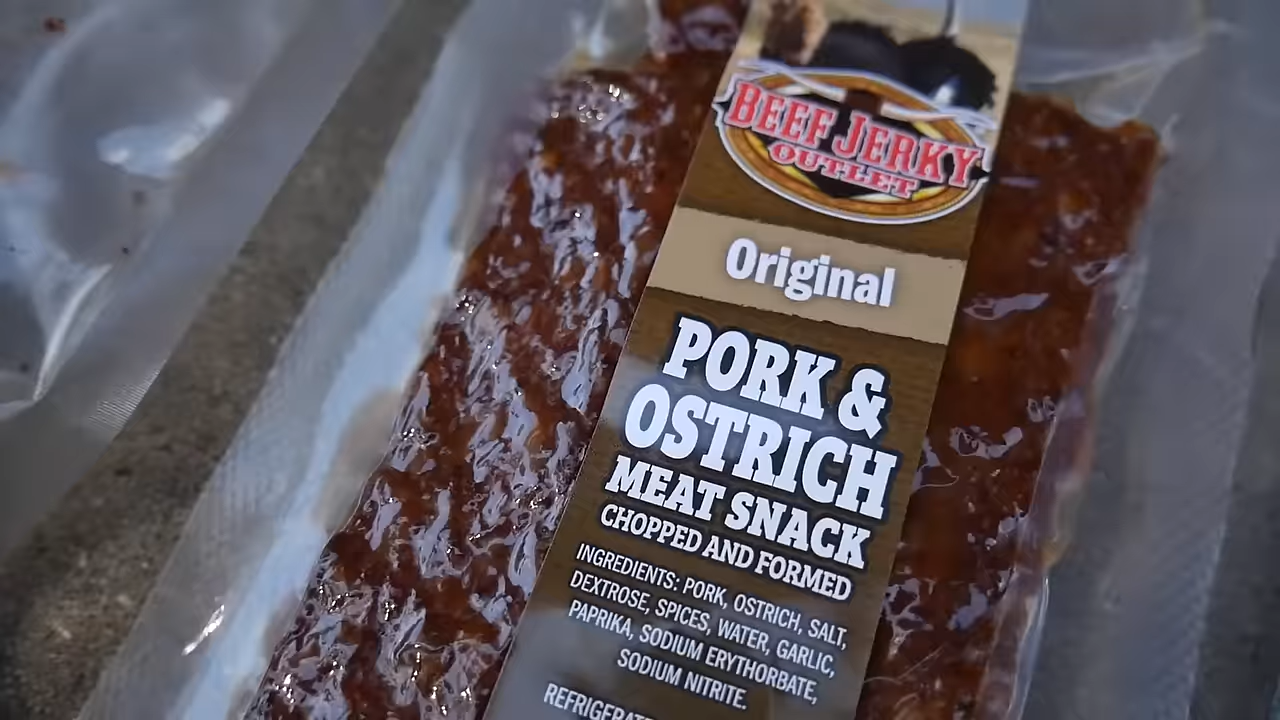 BEEF JERKY
OUTLET
Original
PORK &
OSTRICH
MEAT SNACK
CHOPPED AND FORMED
INGREDIENTS: PORK, OSTRICH, SALT,
DEXTROSE, SPICES, WATER, GARLIC,
PAPRIKA, SODIUM ERYTHORBATE,
SODIUM NITRITE.